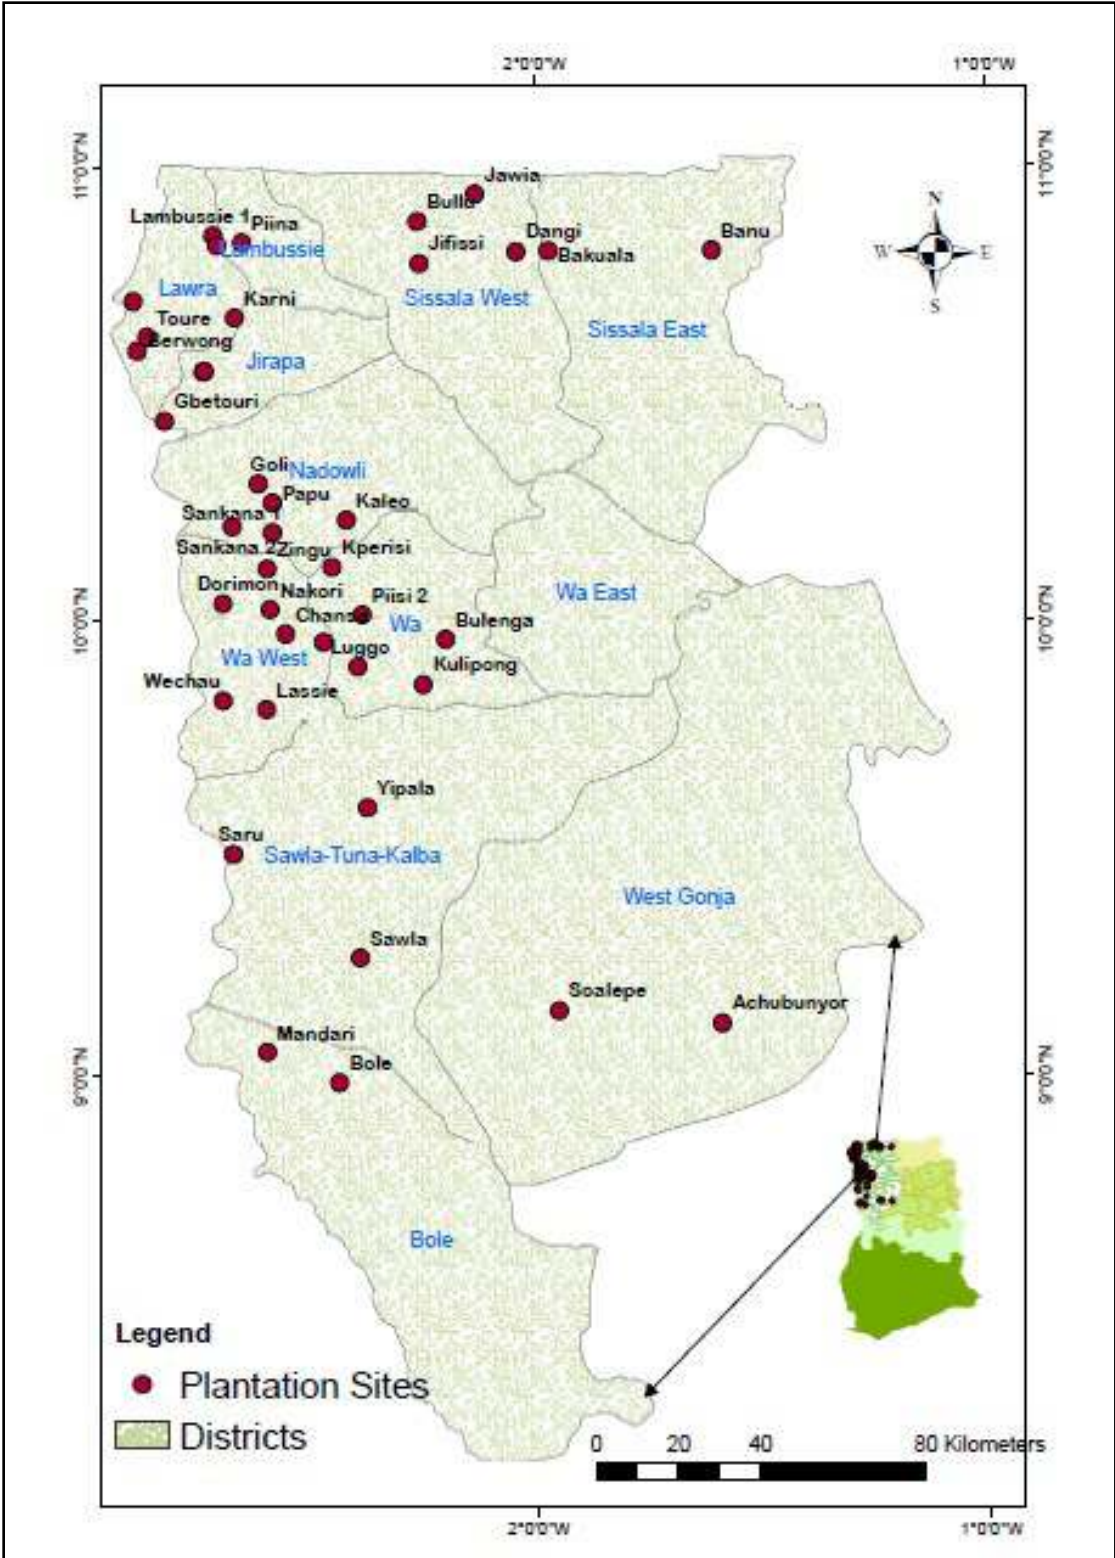 2°0'0"W 1°0'0"W
11°0'0"N 11°0'0"N
Jawia
Bullu
N
Lambussie 1 Piina
Dangi Banu
Jifissi
Bakuala
Lambussie
W E
Lawra
Sissala West
Karni
S
Toure
Sissala East
Berwong
Jirapa
Gbetouri
Goli Nadowli
Papu
Kaleo
Sankana 1
Sankana 2 Zingu Kperisi
Dorimon Nakori Piisi 2
Wa East
10°0'0"N 10°0'0"N
Wa
Bulenga
Luggo
Wa West
Kulipong
Wechau
Lassie
Yipala
Saru
Sawla-Tuna-Kalba
West Gonja
Sawla
Soalepe
Achubunyor
Mandari
Bole
9°0'0"N 9°0'0"N
Bole
Legend
Plantation Sites
Districts
0 20 40 80 Kilometers
2°0'0"W 1°0'0"W